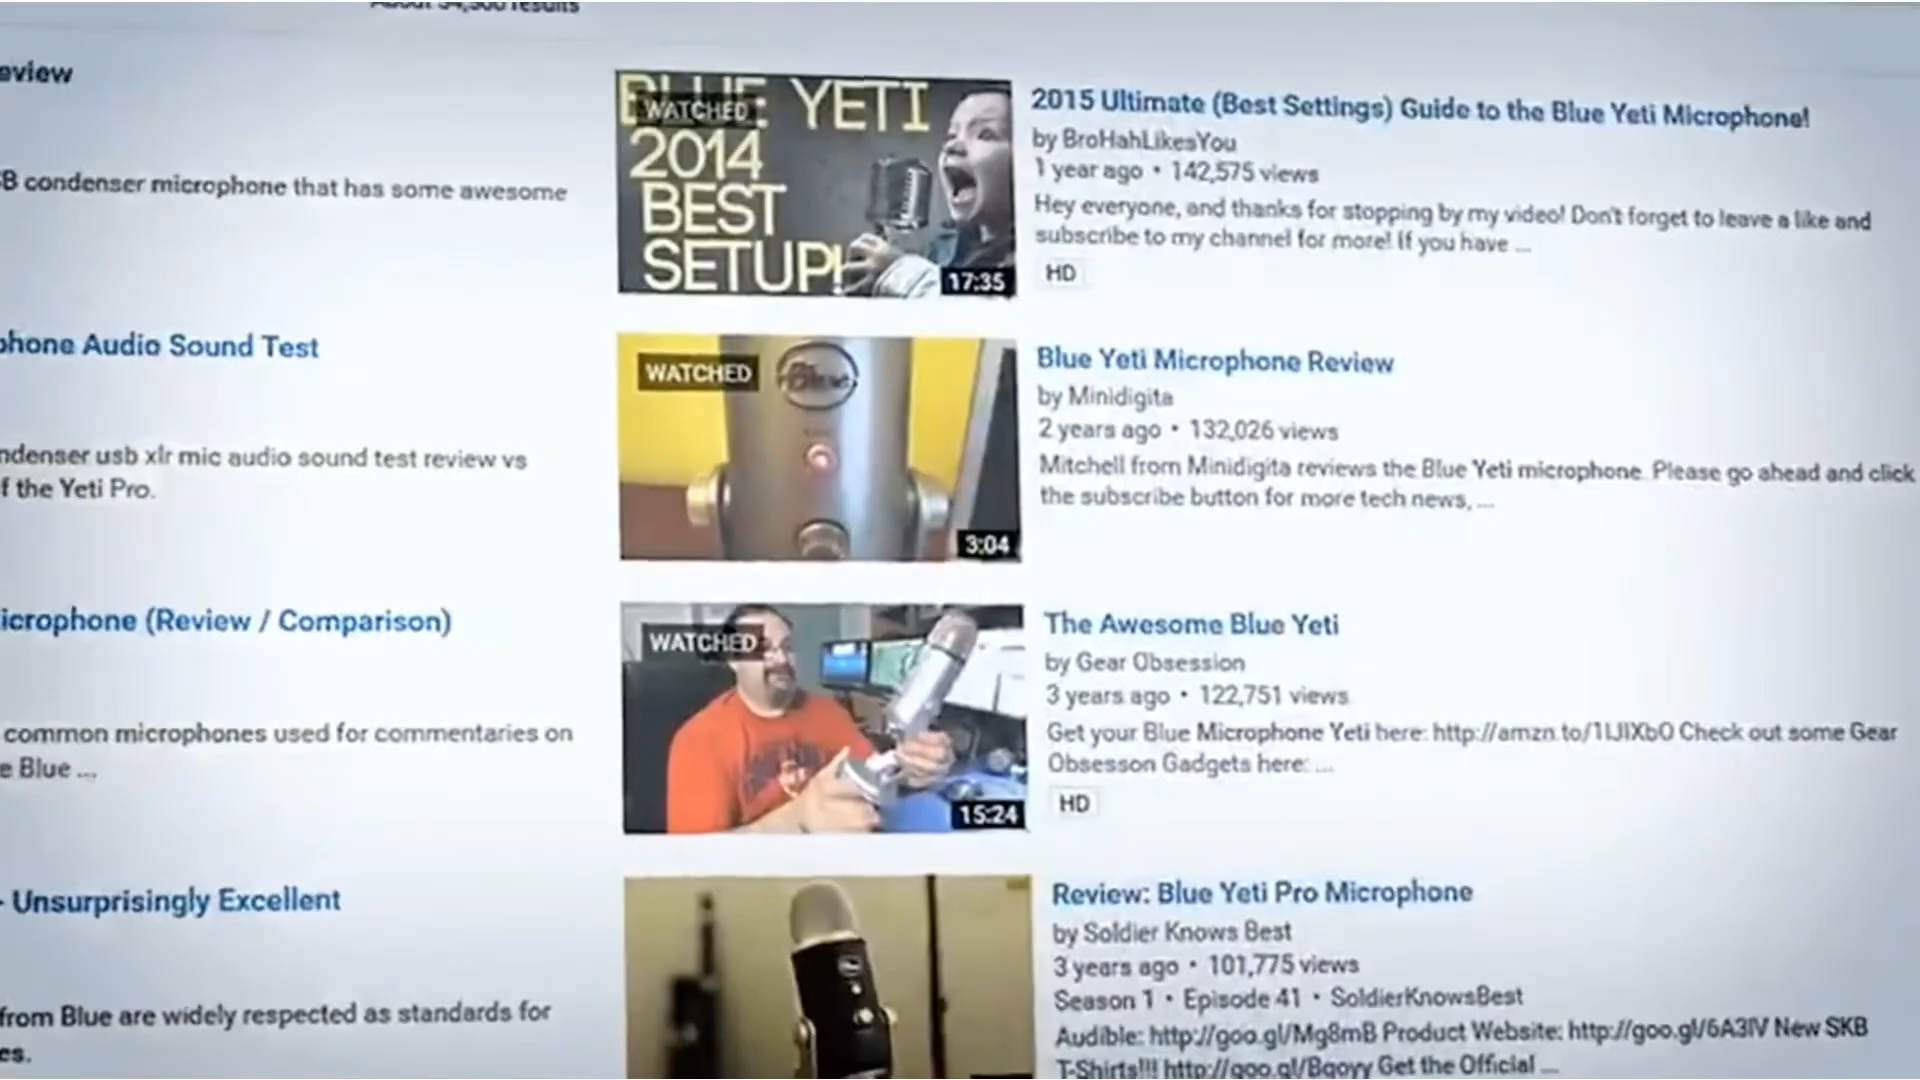 About 54,300 results
eview
B condenser microphone that has some awesome
phone Audio Sound Test
ndenser usb xlr mic audio sound test review vs
f the Yeti Pro.
icrophone (Review / Comparison)
common microphones used for commentaries on
e Blue ...
- Unsurprisingly Excellent
from Blue are widely respected as standards for
es.
BLUE YETI
WATCHED
2014
BEST
SETUP!
17:35
2015 Ultimate (Best Settings) Guide to the Blue Yeti Microphone!
by BroHahLikesYou
1 year ago • 142,575 views
Hey everyone, and thanks for stopping by my video! Don't forget to leave a like and
subscribe to my channel for more! If you have ...
HD
WATCHED
Blue
3:04
Blue Yeti Microphone Review
by Minidigita
2 years ago • 132,026 views
Mitchell from Minidigita reviews the Blue Yeti microphone. Please go ahead and click
the subscribe button for more tech news, ...
WATCHED
15:24
The Awesome Blue Yeti
by Gear Obsession
3 years ago • 122,751 views
Get your Blue Microphone Yeti here: http://amzn.to/1IJIXbO Check out some Gear
Obsesson Gadgets here: ...
HD
Review: Blue Yeti Pro Microphone
by Soldier Knows Best
3 years ago • 101,775 views
Season 1 • Episode 41 • SoldierKnowsBest
Audible: http://goo.gl/Mg8mB Product Website: http://goo.gl/6A3IV New SKB
T-Shirts!!! http://goo.gl/Bqoyy Get the Official ...